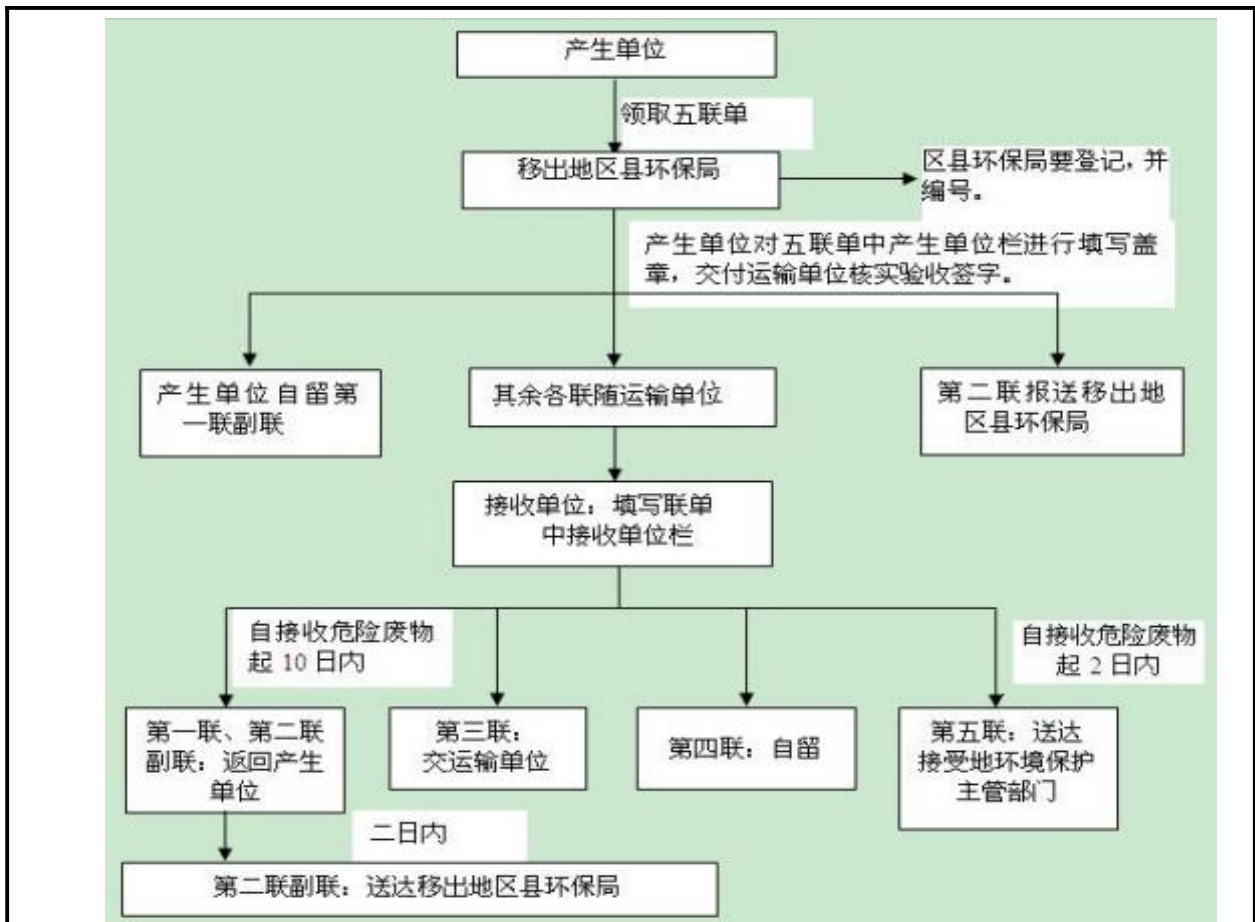 产生单位
领取五联单
移出地区县环保局
区县环保局要登记，并
编号。
产生单位对五联单中产生单位栏进行填写盖
章，交付运输单位核实验收签字。
产生单位自留第
一联副联
其余各联随运输单位
第二联报送移出地
区县环保局
接收单位：填写联单
中接收单位栏
自接收危险废物
起 10 日内
自接收危险废物
起 2 日内
第一联、第二联
副联：返回产生
单位
第三联：
交运输单位
第四联：自留
第五联：送达
接受地环境保护
主管部门
二日内
第二联副联：送达移出地区县环保局